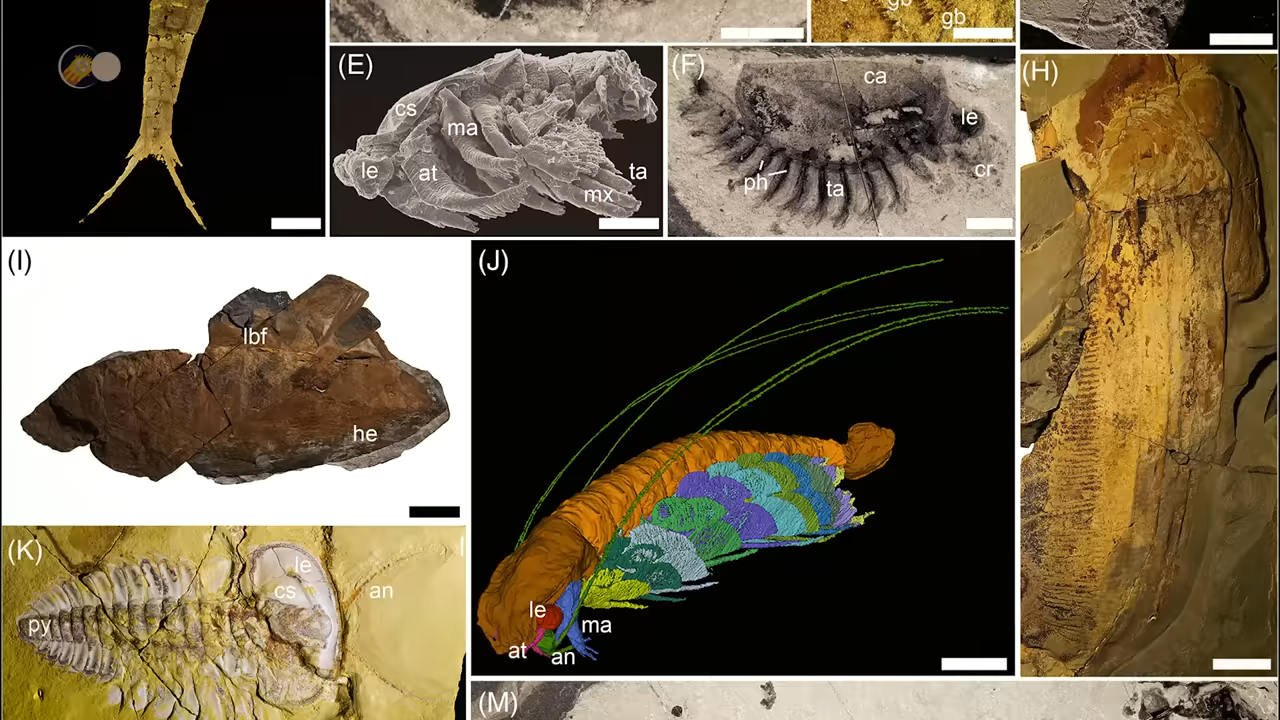 gb
gb
(E)
cs
ma
le
at
ta
mx
(F)
ca
le
ph
ta
cr
(H)
(I)
lbf
he
(J)
le
ma
at
an
(K)
le
cs
an
py
(M)